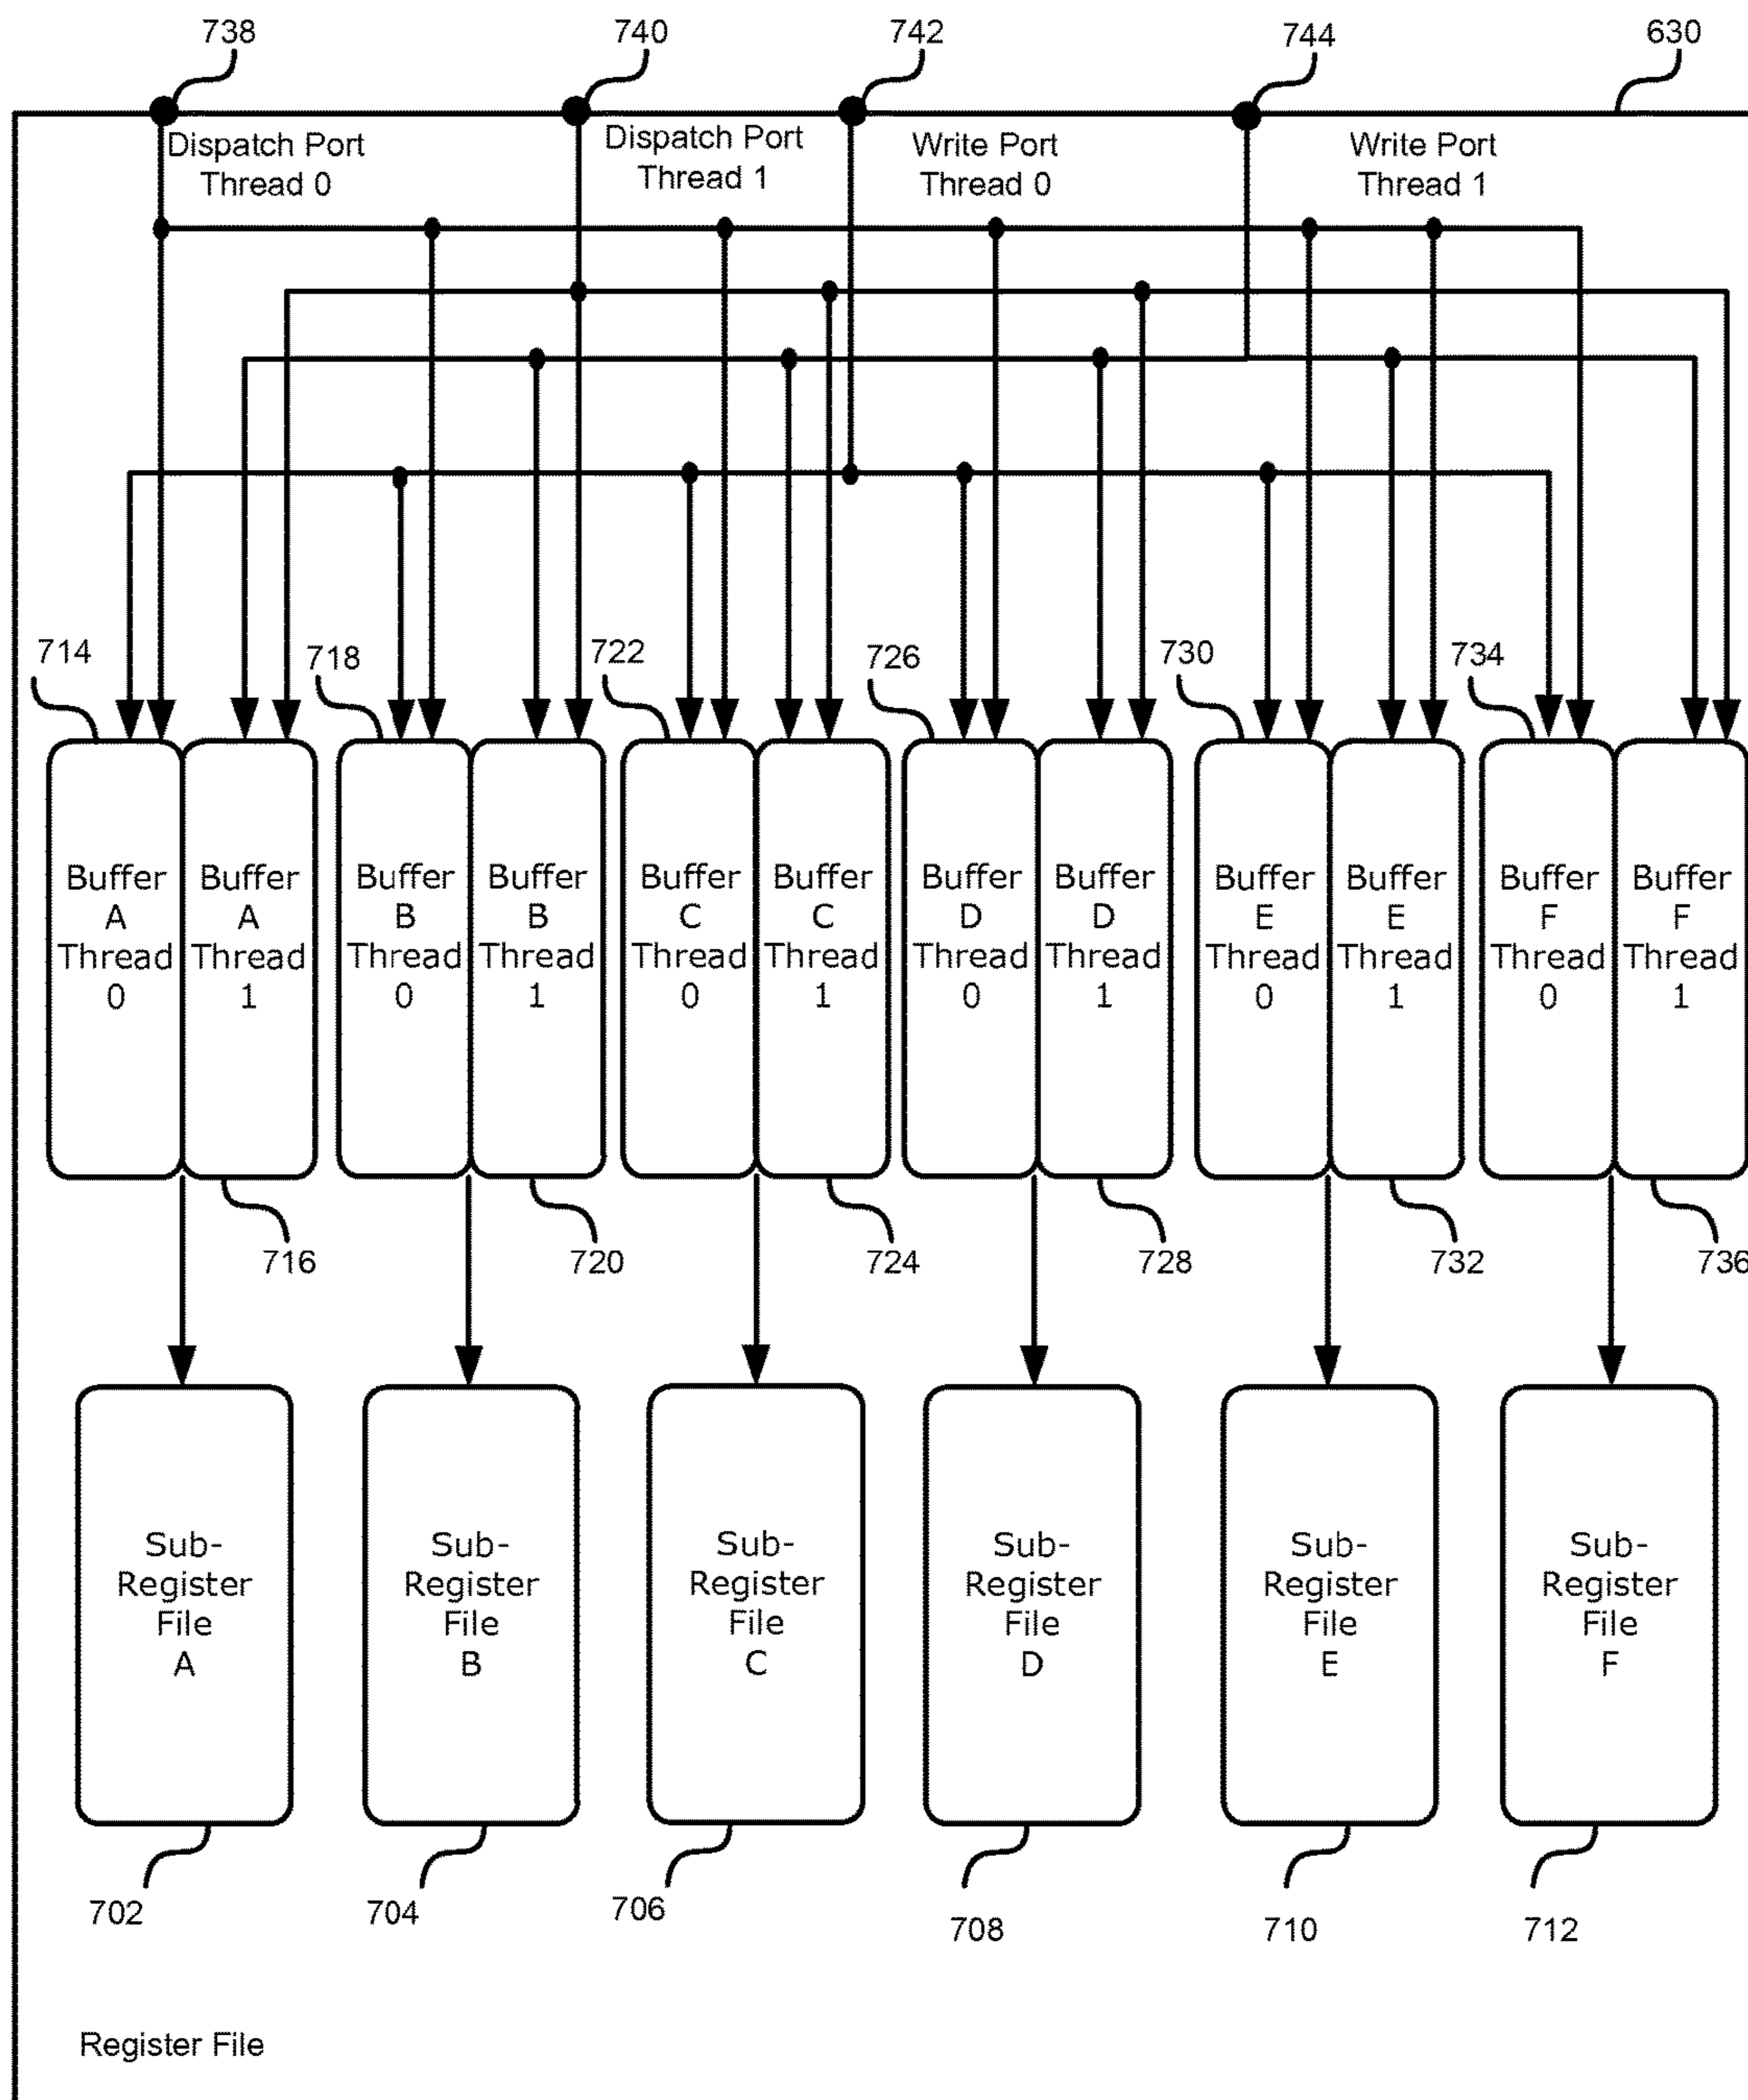 738
740
742
744
630
Dispatch Port
Thread 0
Dispatch Port
Thread 1
Write Port
Thread 0
Write Port
Thread 1
714
718
722
726
730
734
Buffer
A
Thread
0
Buffer
A
Thread
1
Buffer
B
Thread
0
Buffer
B
Thread
1
Buffer
C
Thread
0
Buffer
C
Thread
1
Buffer
D
Thread
0
Buffer
D
Thread
1
Buffer
E
Thread
0
Buffer
E
Thread
1
Buffer
F
Thread
0
Buffer
F
Thread
1
716
720
724
728
732
736
Sub-
Register
File
A
Sub-
Register
File
B
Sub-
Register
File
C
Sub-
Register
File
D
Sub-
Register
File
E
Sub-
Register
File
F
702
704
706
708
710
712
Register File